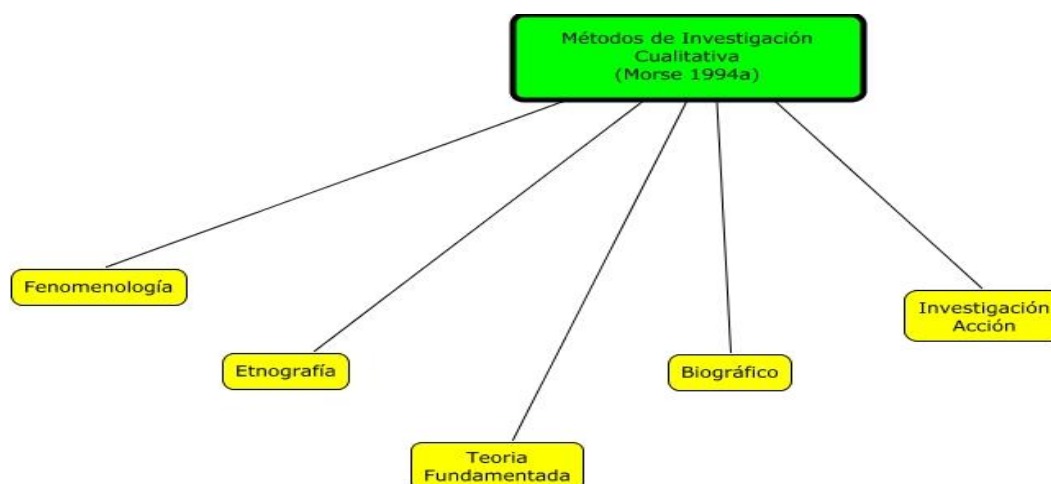 Métodos de Investigación
Cualitativa
(Morse 1994a)
Fenomenología
Etnografía
Teoria
Fundamentada
Biográfico
Investigación
Acción